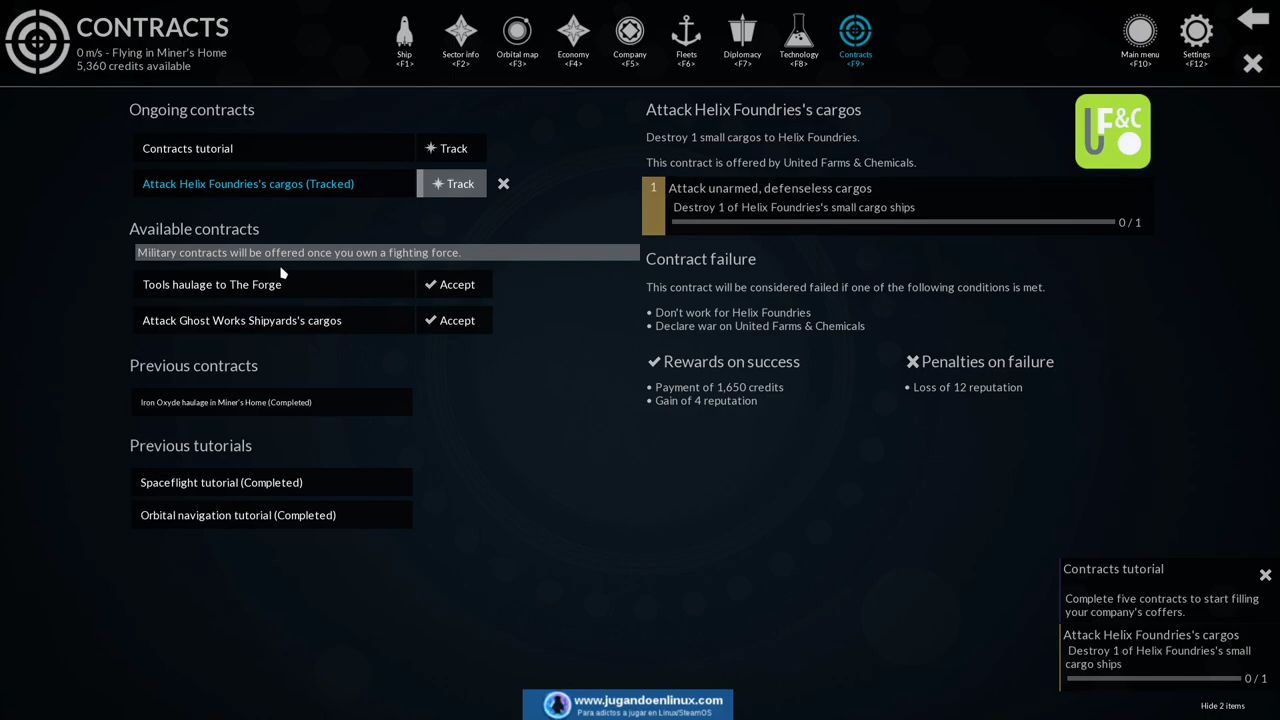 CONTRACTS
0 m/s - Flying in Miner's Home
5,360 credits available
Ship
<F1>
Sector info
<F2>
Orbital map
<F3>
Economy
<F4>
Company
<F5>
Fleets
<F6>
Diplomacy
<F7>
Technology
<F8>
Contracts
<F9>
Main menu
<F10>
Settings
<F12>
Ongoing contracts
Contracts tutorial
Track
Attack Helix Foundries's cargos (Tracked)
Track
Available contracts
Military contracts will be offered once you own a fighting force.
Tools haulage to The Forge
Accept
Attack Ghost Works Shipyards's cargos
Accept
Previous contracts
Iron Oxyde haulage in Miner's Home (Completed)
Previous tutorials
Spaceflight tutorial (Completed)
Orbital navigation tutorial (Completed)
Attack Helix Foundries's cargos
Destroy 1 small cargos to Helix Foundries.
This contract is offered by United Farms & Chemicals.
UF&C
1
Attack unarmed, defenseless cargos
Destroy 1 of Helix Foundries's small cargo ships
0 / 1
Contract failure
This contract will be considered failed if one of the following conditions is met.
• Don't work for Helix Foundries
• Declare war on United Farms & Chemicals
Rewards on success
• Payment of 1,650 credits
• Gain of 4 reputation
Penalties on failure
• Loss of 12 reputation
Contracts tutorial
Complete five contracts to start filling
your company's coffers.
Attack Helix Foundries's cargos
Destroy 1 of Helix Foundries's small
cargo ships
0 / 1
Hide 2 items
www.jugandoenlinux.com
Para adictos a jugar en Linux/SteamOS